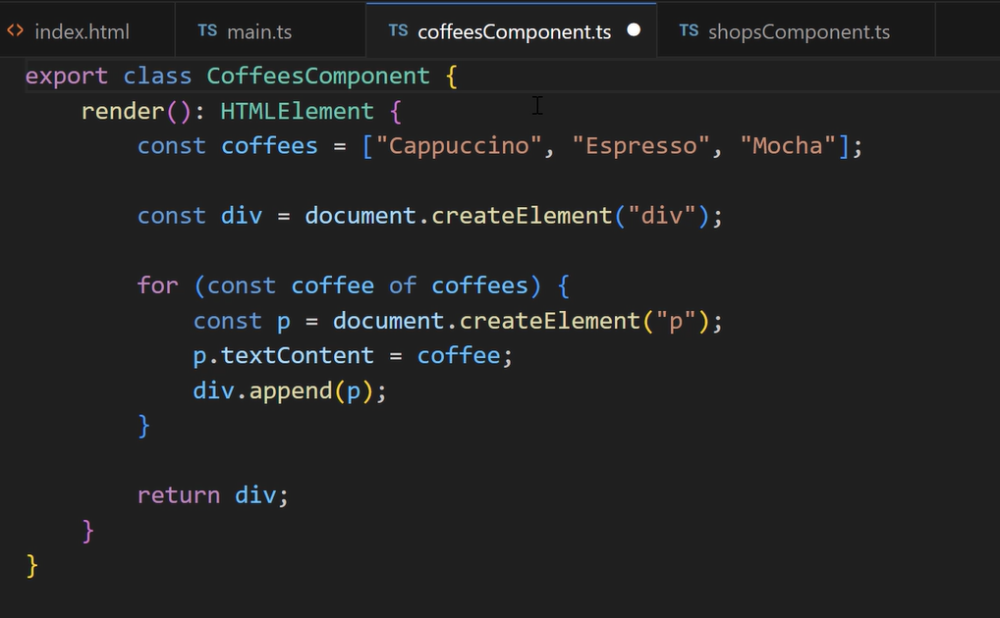 <> index.html TS main.ts TS coffeesComponent.ts TS shopsComponent.ts
export class CoffeesComponent {
    render(): HTMLElement {
        const coffees = ["Cappuccino", "Espresso", "Mocha"];
        const div = document.createElement("div");
        for (const coffee of coffees) {
            const p = document.createElement("p");
            p.textContent = coffee;
            div.append(p);
        }
        return div;
    }
}